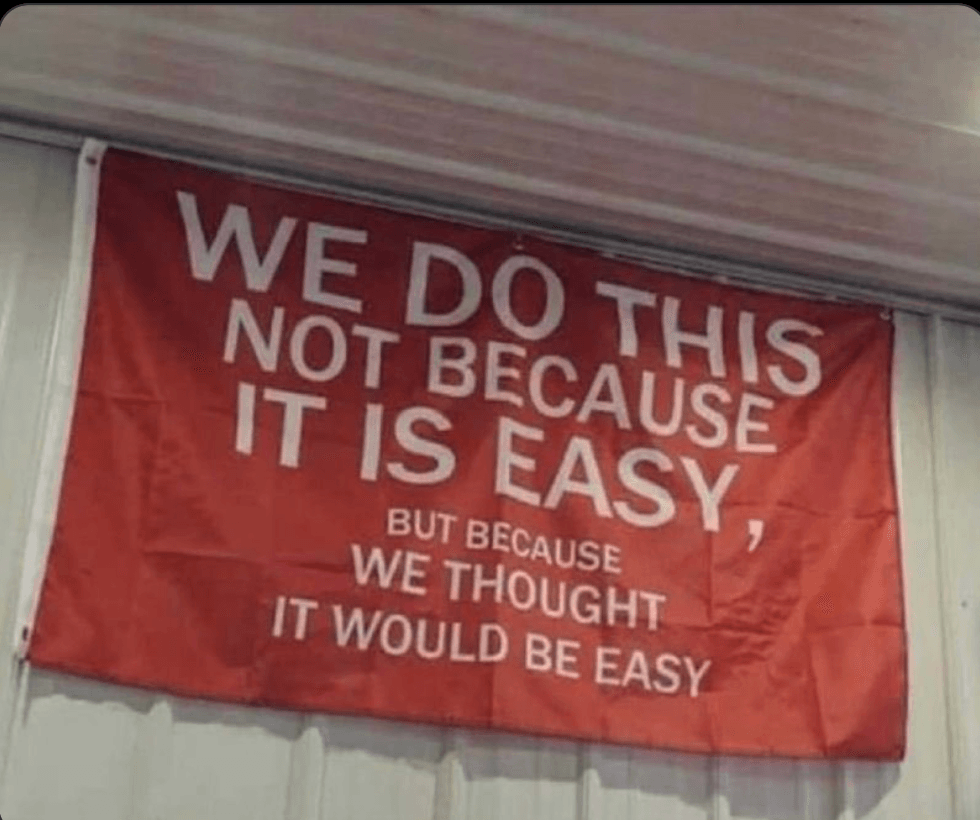 WE DO THIS
NOT BECAUSE
IT IS EASY,
BUT BECAUSE
WE THOUGHT
IT WOULD BE EASY